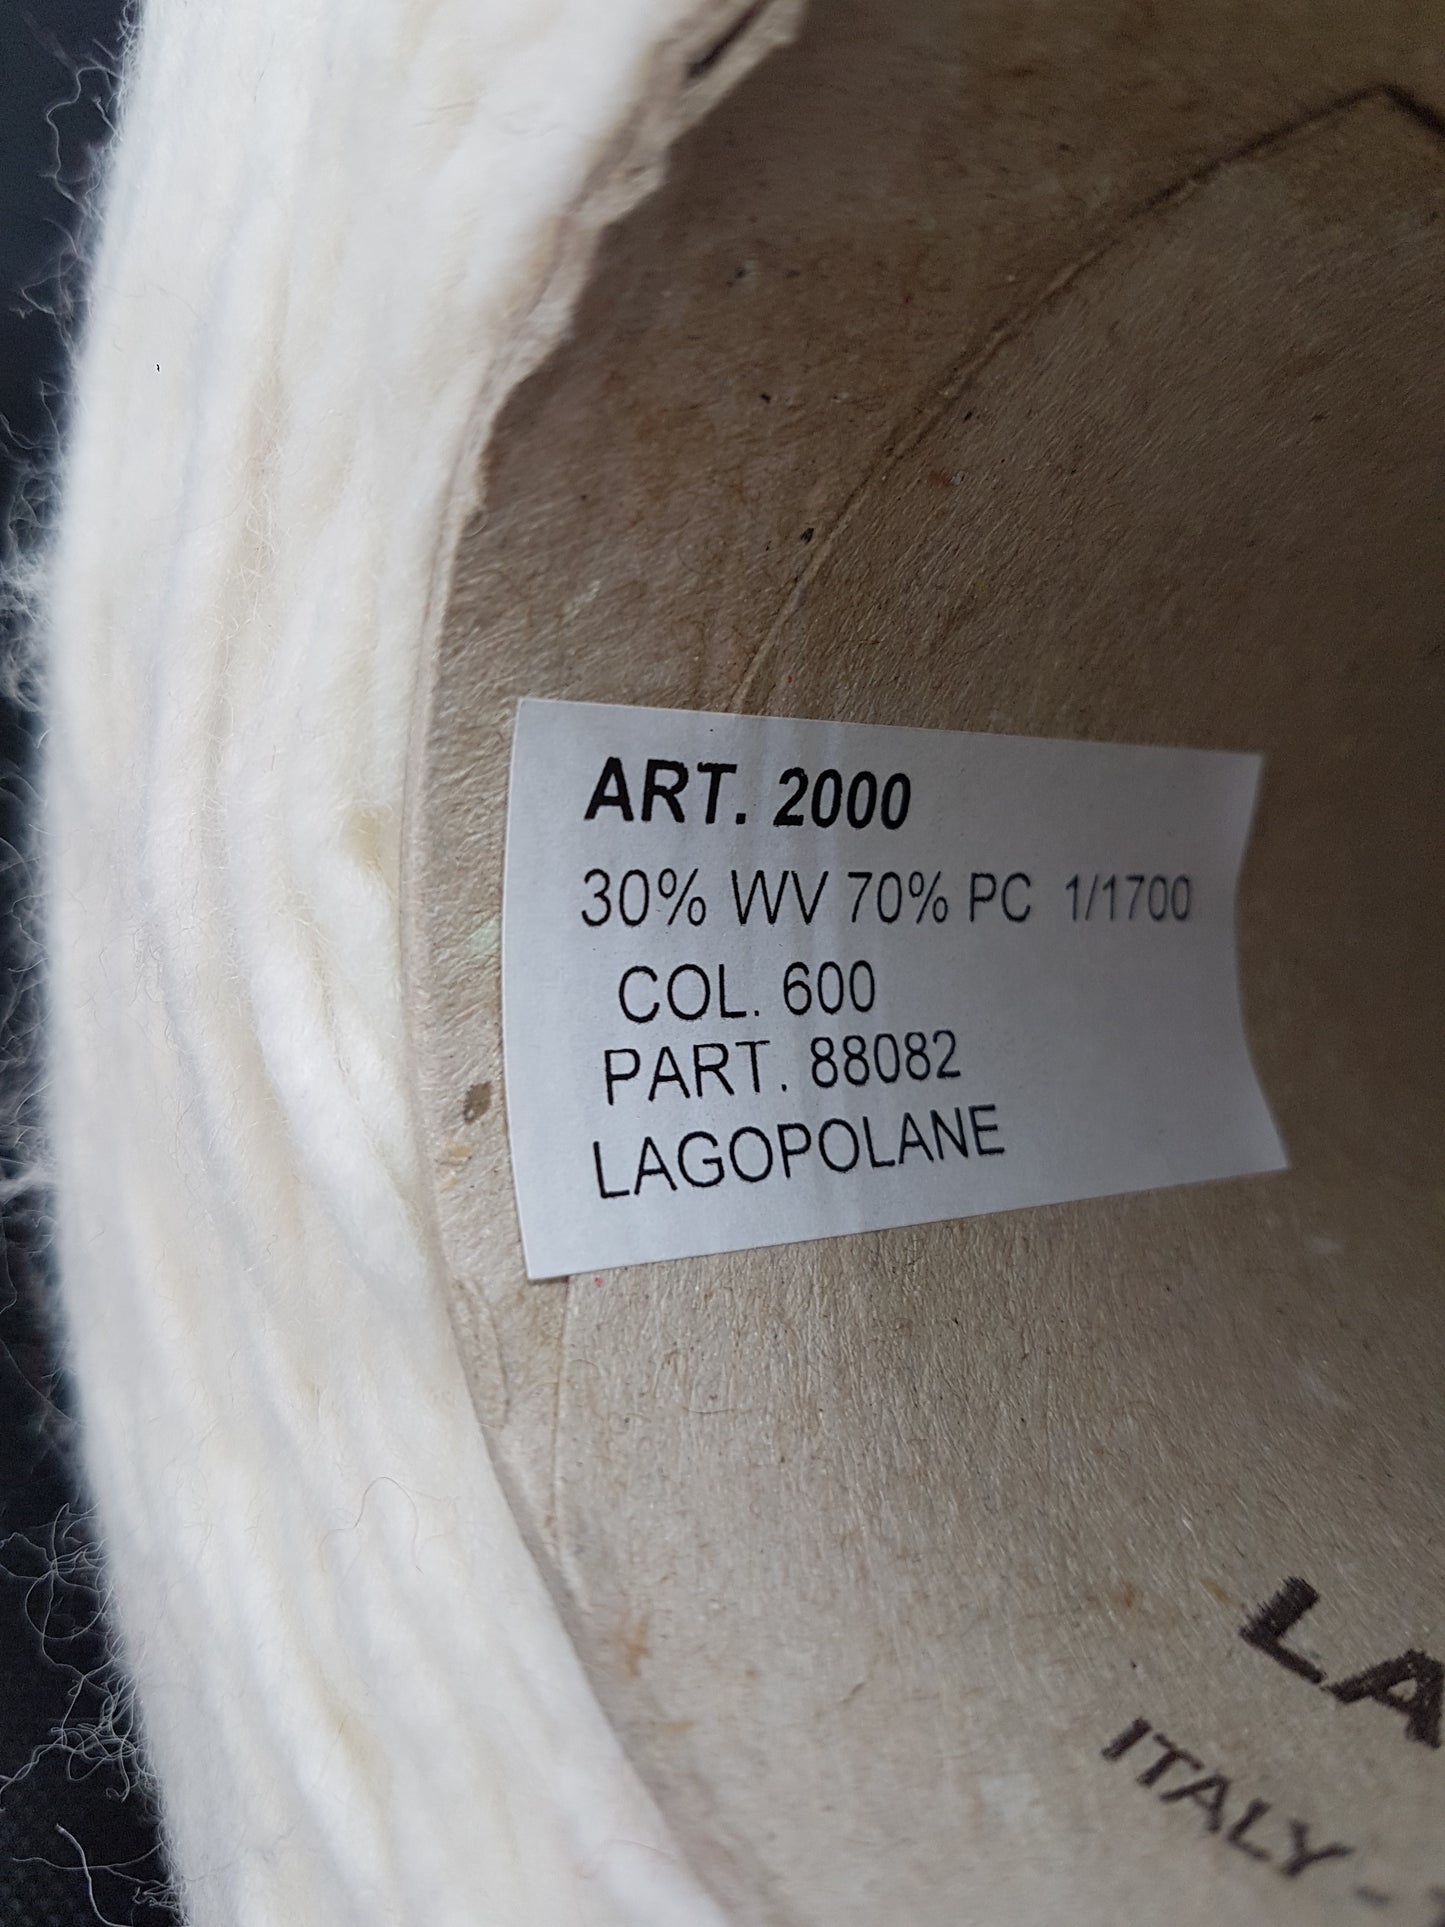 ART. 2000
30% WV 70% PC 1/1700
COL. 600
PART. 88082
LAGOPOLANE
LA
ITALY -